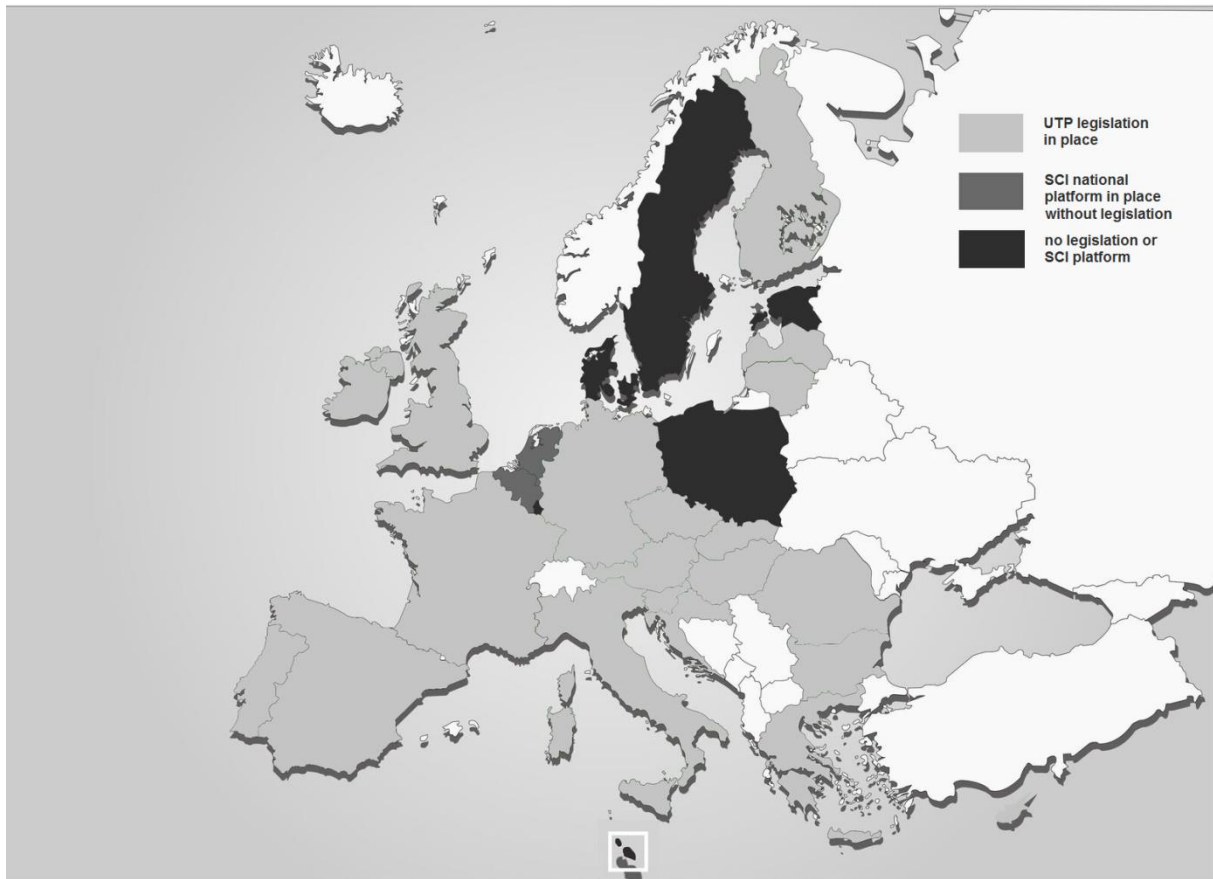 UTP legislation
in place
SCI national
platform in place
without legislation
no legislation or
SCI platform